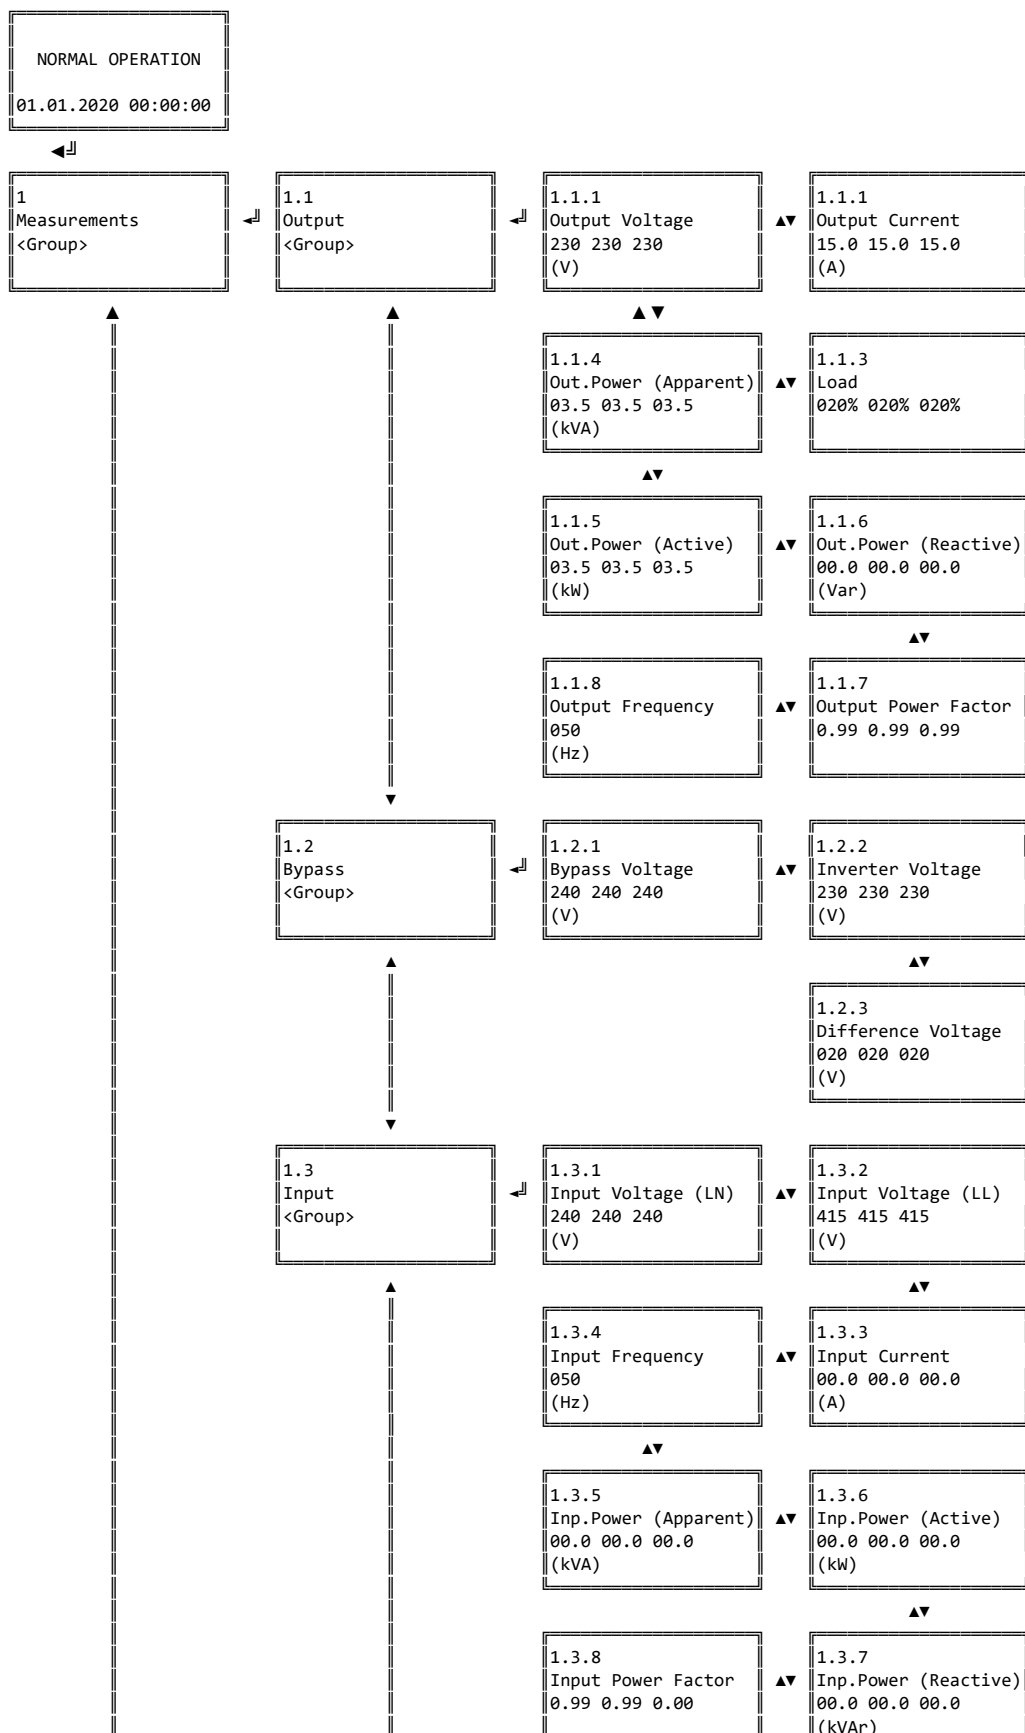 NORMAL OPERATION
01.01.2020 00:00:00
◄╝
1
Measurements
<Group>
◄╝
1.1
Output
<Group>
◄╝
1.1.1
Output Voltage
230 230 230
(V)
▲▼
1.1.1
Output Current
15.0 15.0 15.0
(A)
▲ ▼
1.1.4
Out.Power (Apparent)
03.5 03.5 03.5
(kVA)
▲▼
1.1.3
Load
020% 020% 020%
▲▼
1.1.5
Out.Power (Active)
03.5 03.5 03.5
(kW)
▲▼
1.1.6
Out.Power (Reactive)
00.0 00.0 00.0
(Var)
▲▼
1.1.8
Output Frequency
050
(Hz)
▲▼
1.1.7
Output Power Factor
0.99 0.99 0.99
1.2
Bypass
<Group>
◄╝
1.2.1
Bypass Voltage
240 240 240
(V)
▲▼
1.2.2
Inverter Voltage
230 230 230
(V)
▲▼
1.2.3
Difference Voltage
020 020 020
(V)
1.3
Input
<Group>
◄╝
1.3.1
Input Voltage (LN)
240 240 240
(V)
▲▼
1.3.2
Input Voltage (LL)
415 415 415
(V)
▲▼
1.3.4
Input Frequency
050
(Hz)
▲▼
1.3.3
Input Current
00.0 00.0 00.0
(A)
▲▼
1.3.5
Inp.Power (Apparent)
00.0 00.0 00.0
(kVA)
▲▼
1.3.6
Inp.Power (Active)
00.0 00.0 00.0
(kW)
▲▼
1.3.8
Input Power Factor
0.99 0.99 0.00
▲▼
1.3.7
Inp.Power (Reactive)
00.0 00.0 00.0
(kVAr)